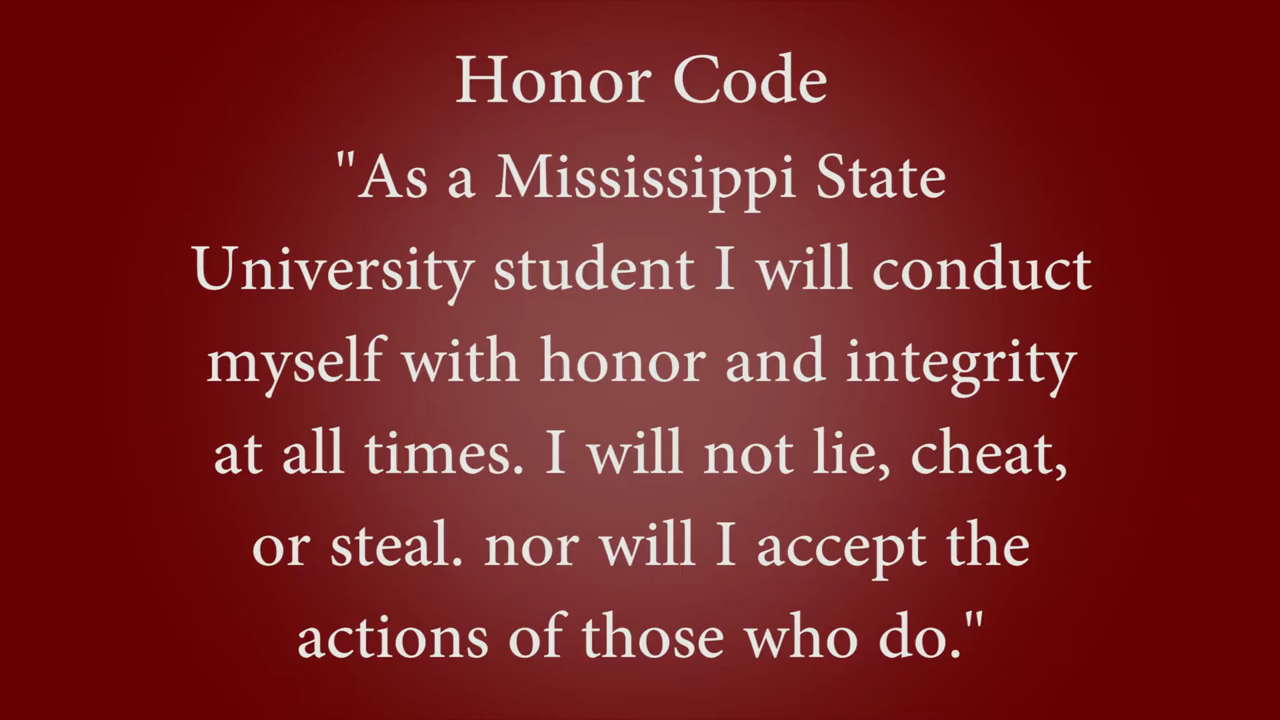 Honor Code
"As a Mississippi State
University student I will conduct
myself with honor and integrity
at all times. I will not lie, cheat,
or steal. nor will I accept the
actions of those who do."